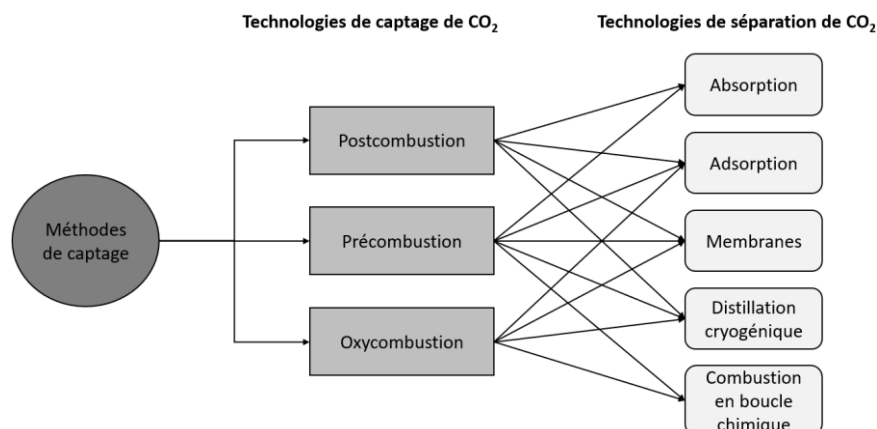 Technologies de captage de CO₂
Technologies de séparation de CO₂
Méthodes
de captage
Postcombustion
Précombustion
Oxycombustion
Absorption
Adsorption
Membranes
Distillation
cryogénique
Combustion
en boucle
chimique